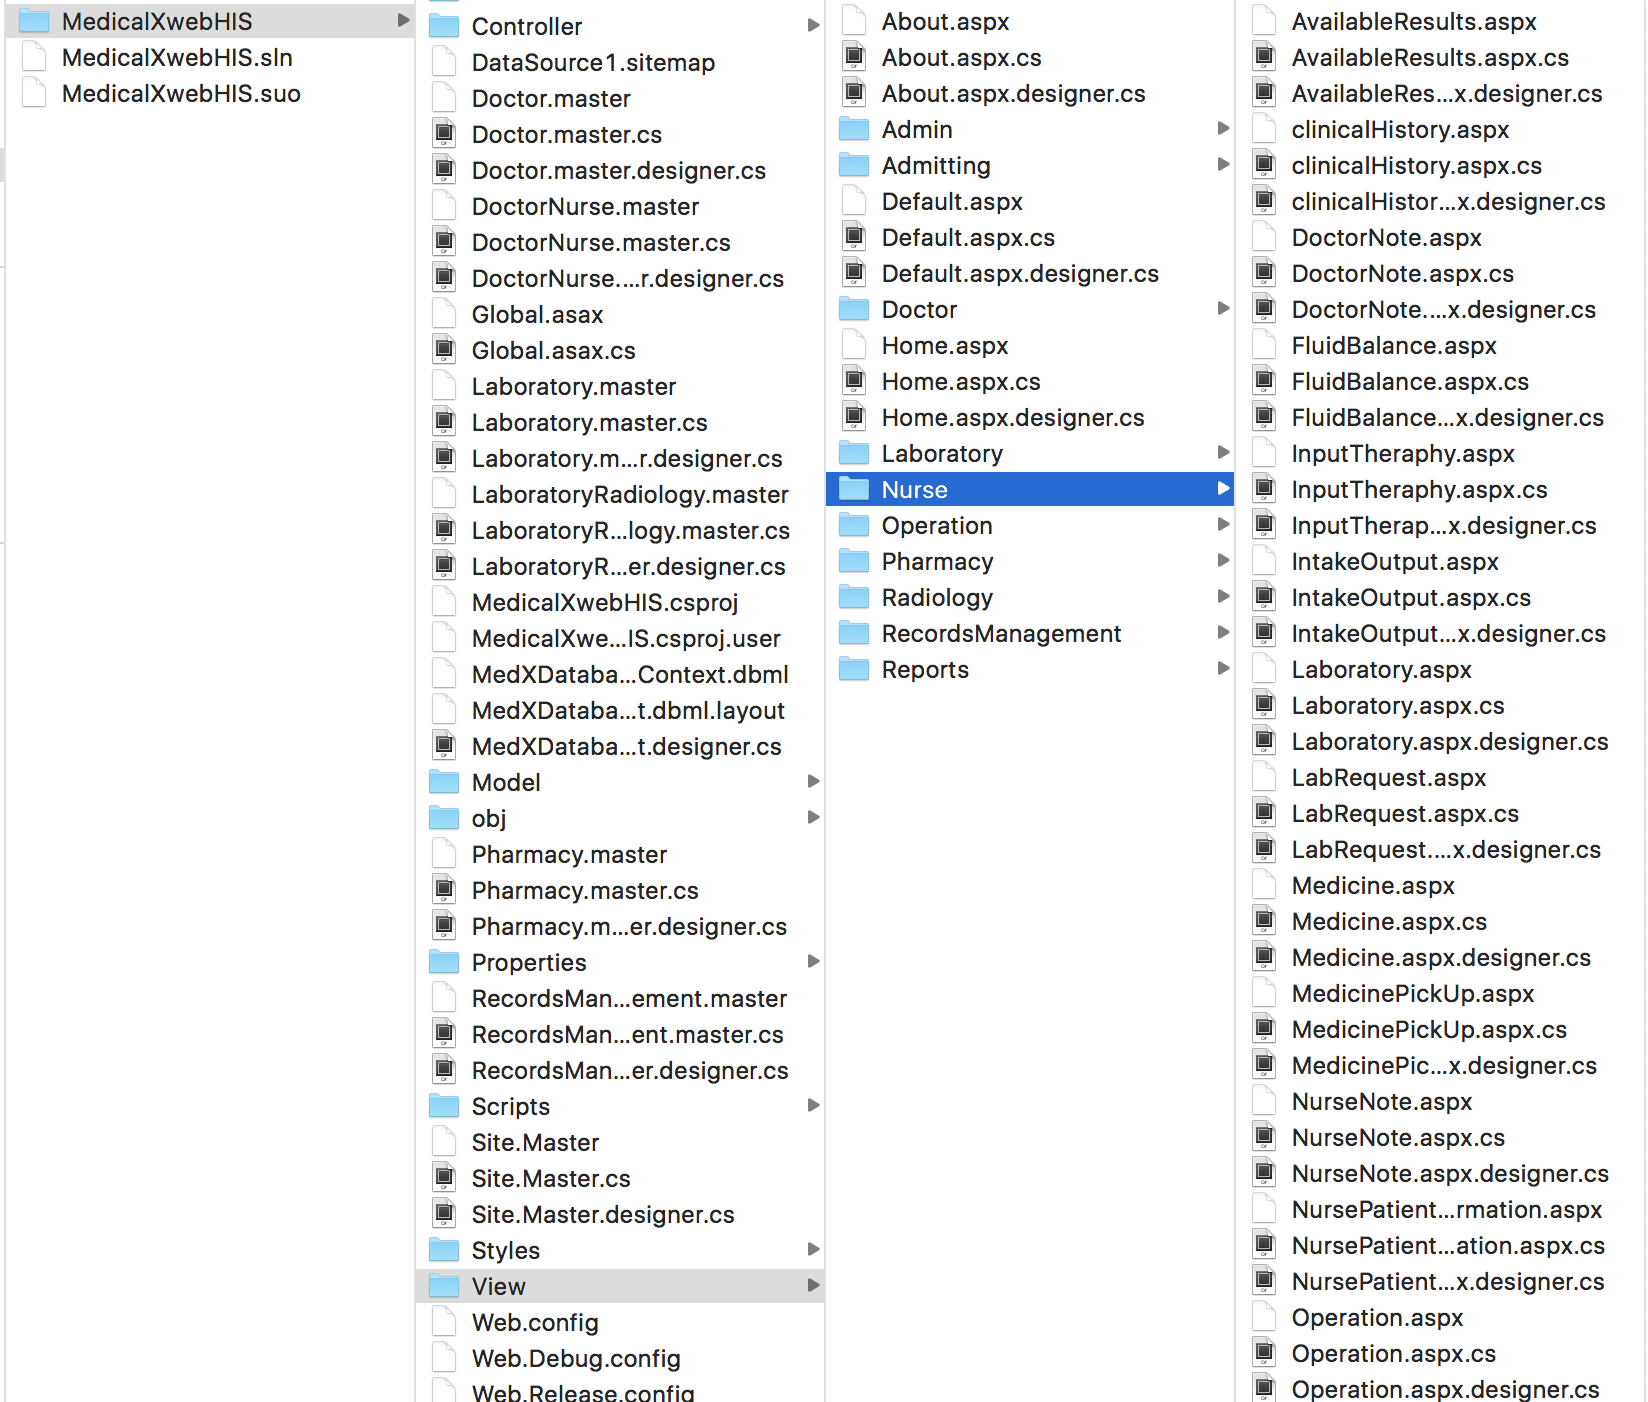 MedicalXwebHIS
MedicalXwebHIS.sln
MedicalXwebHIS.suo
Controller
DataSource1.sitemap
Doctor.master
Doctor.master.cs
Doctor.master.designer.cs
DoctorNurse.master
DoctorNurse.master.cs
DoctorNurse....r.designer.cs
Global.asax
Global.asax.cs
Laboratory.master
Laboratory.master.cs
Laboratory.m...r.designer.cs
LaboratoryRadiology.master
LaboratoryR...logy.master.cs
LaboratoryR...er.designer.cs
MedicalXwebHIS.csproj
MedicalXwe...IS.csproj.user
MedXDataba...Context.dbml
MedXDataba...t.dbml.layout
MedXDataba...t.designer.cs
Model
obj
Pharmacy.master
Pharmacy.master.cs
Pharmacy.m...er.designer.cs
Properties
RecordsMan...ement.master
RecordsMan...ent.master.cs
RecordsMan...er.designer.cs
Scripts
Site.Master
Site.Master.cs
Site.Master.designer.cs
Styles
View
Web.config
Web.Debug.config
Web.Release.config
About.aspx
About.aspx.cs
About.aspx.designer.cs
Admin
Admitting
Default.aspx
Default.aspx.cs
Default.aspx.designer.cs
Doctor
Home.aspx
Home.aspx.cs
Home.aspx.designer.cs
Laboratory
Nurse
Operation
Pharmacy
Radiology
RecordsManagement
Reports
AvailableResults.aspx
AvailableResults.aspx.cs
AvailableRes...x.designer.cs
clinicalHistory.aspx
clinicalHistory.aspx.cs
clinicalHistor...x.designer.cs
DoctorNote.aspx
DoctorNote.aspx.cs
DoctorNote....x.designer.cs
FluidBalance.aspx
FluidBalance.aspx.cs
FluidBalance...x.designer.cs
InputTheraphy.aspx
InputTheraphy.aspx.cs
InputTherap...x.designer.cs
IntakeOutput.aspx
IntakeOutput.aspx.cs
IntakeOutput...x.designer.cs
Laboratory.aspx
Laboratory.aspx.cs
Laboratory.aspx.designer.cs
LabRequest.aspx
LabRequest.aspx.cs
LabRequest....x.designer.cs
Medicine.aspx
Medicine.aspx.cs
Medicine.aspx.designer.cs
MedicinePickUp.aspx
MedicinePickUp.aspx.cs
MedicinePic...x.designer.cs
NurseNote.aspx
NurseNote.aspx.cs
NurseNote.aspx.designer.cs
NursePatient...rmation.aspx
NursePatient...ation.aspx.cs
NursePatient...x.designer.cs
Operation.aspx
Operation.aspx.cs
Operation.aspx.designer.cs